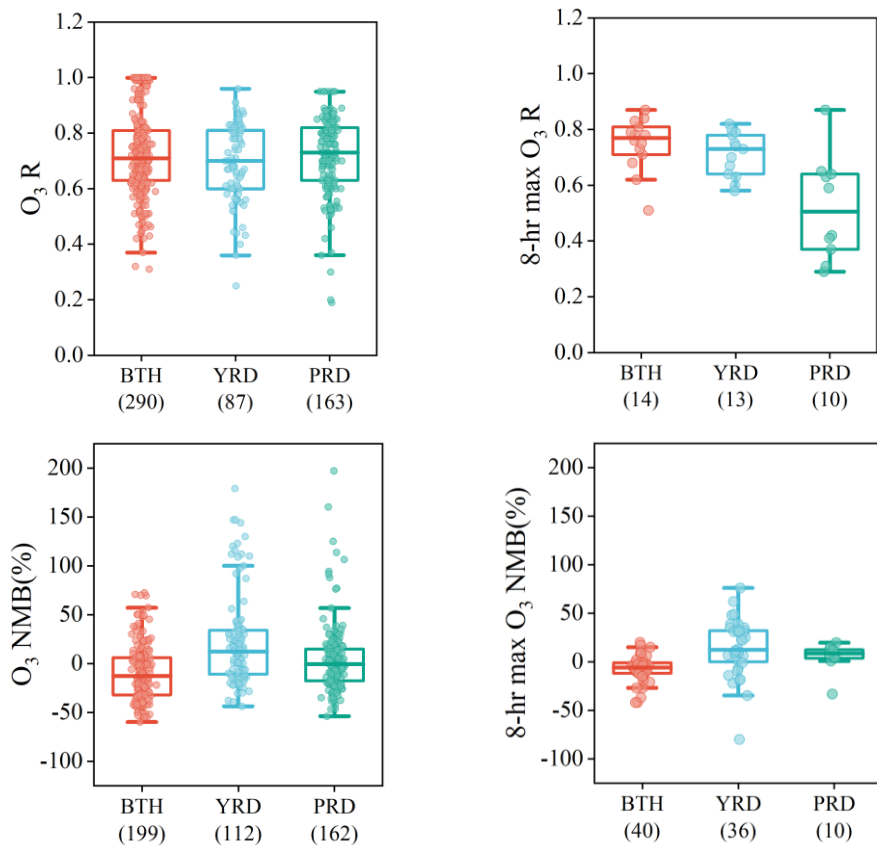 O3 R
1.2
1.0
0.8
0.6
0.4
0.2
0.0
BTH YRD PRD
(290) (87) (163)
8-hr max O3 R
1.2
1.0
0.8
0.6
0.4
0.2
0.0
BTH YRD PRD
(14) (13) (10)
O3 NMB(%)
200
150
100
50
0
-50
-100
BTH YRD PRD
(199) (112) (162)
8-hr max O3 NMB(%)
200
150
100
50
0
-50
-100
BTH YRD PRD
(40) (36) (10)